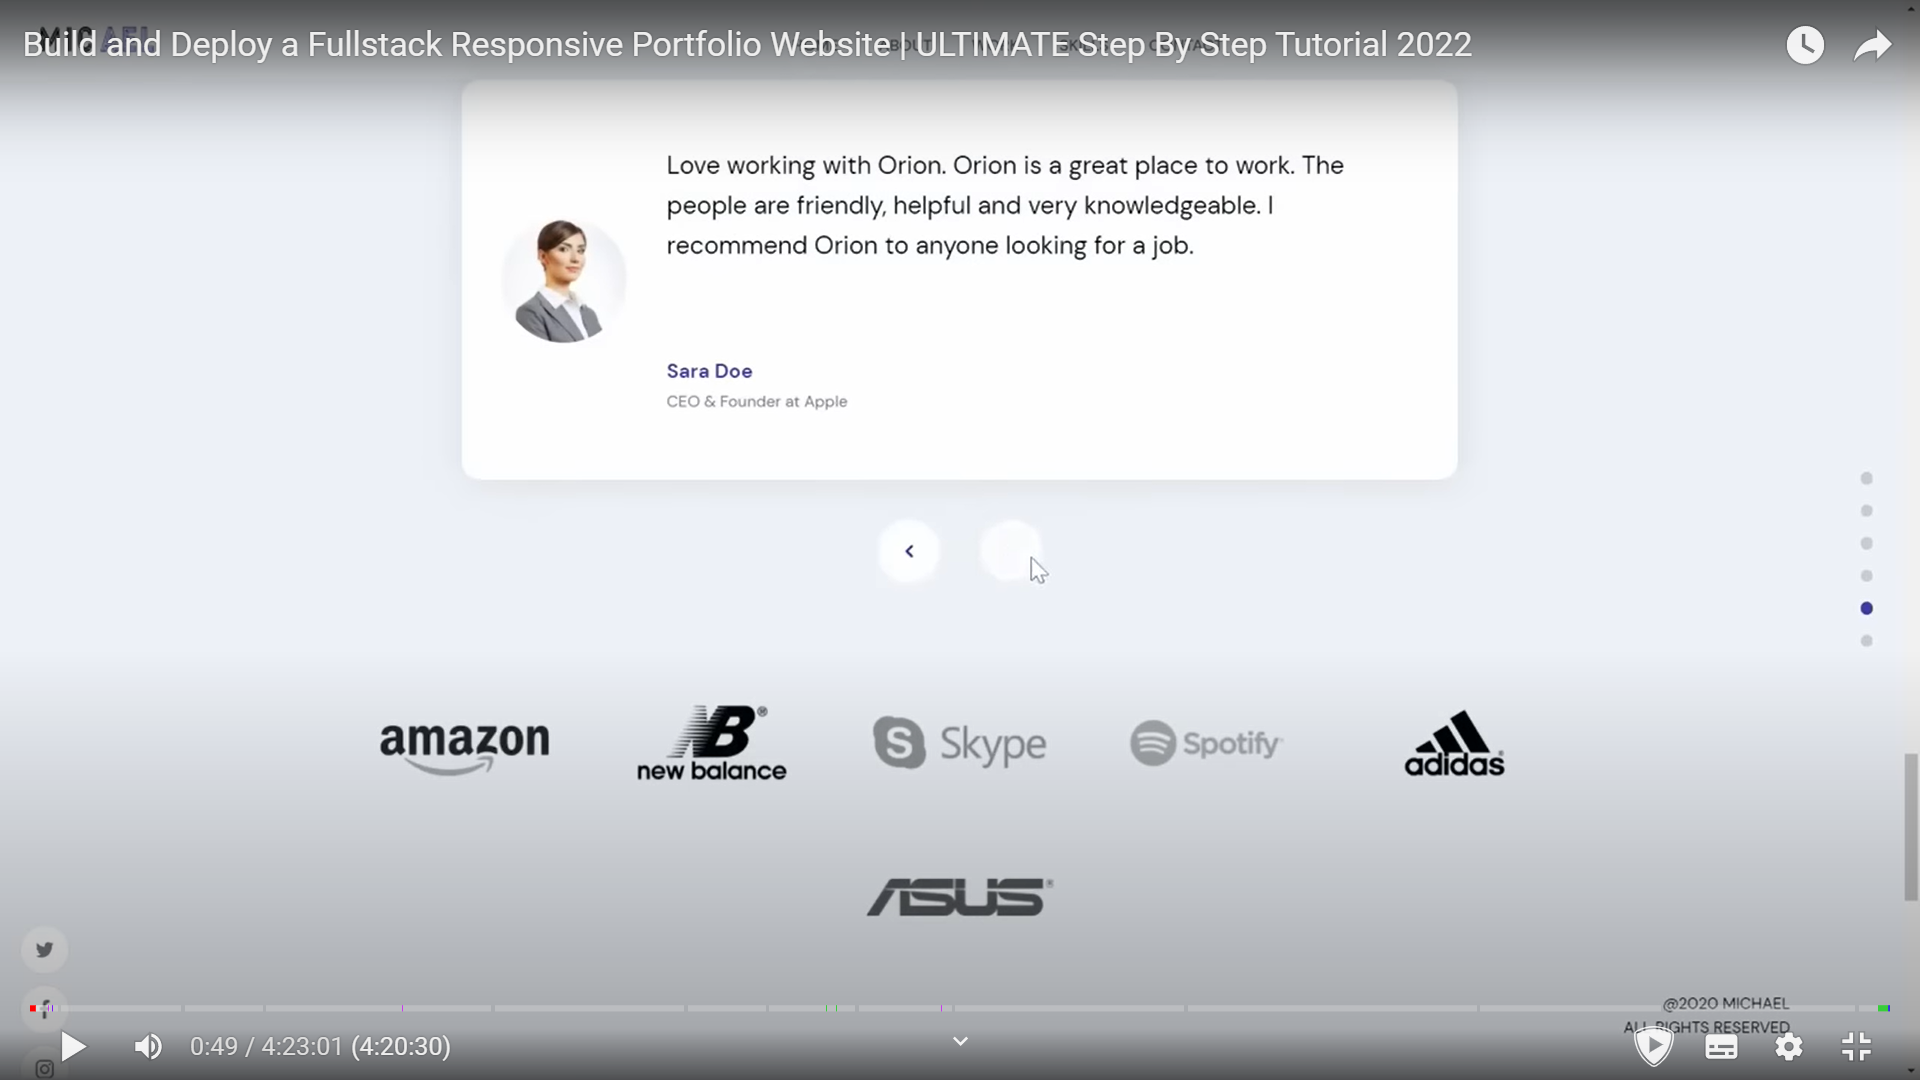 Build and Deploy a Fullstack Responsive Portfolio Website | ULTIMATE Step By Step Tutorial 2022
Love working with Orion. Orion is a great place to work. The
people are friendly, helpful and very knowledgeable. I
recommend Orion to anyone looking for a job.
Sara Doe
CEO & Founder at Apple
amazon
NB®
new balance
S Skype
Spotify
adidas
ASUS
@2020 MICHAEL
ALL RIGHTS RESERVED
0:49 / 4:23:01 (4:20:30)